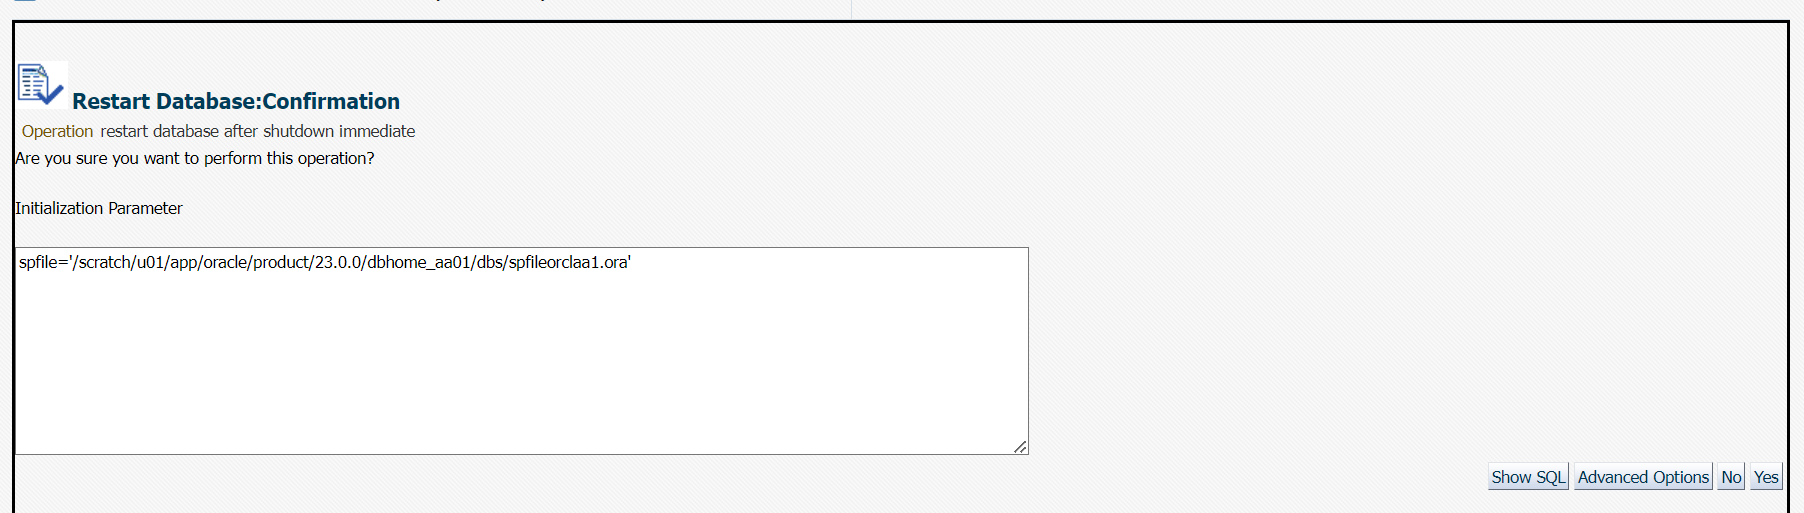 Restart Database:Confirmation
Operation restart database after shutdown immediate
Are you sure you want to perform this operation?
Initialization Parameter
spfile='/scratch/u01/app/oracle/product/23.0.0/dbhome_aa01/dbs/spfileorclaa1.ora'
Show SQL Advanced Options No Yes